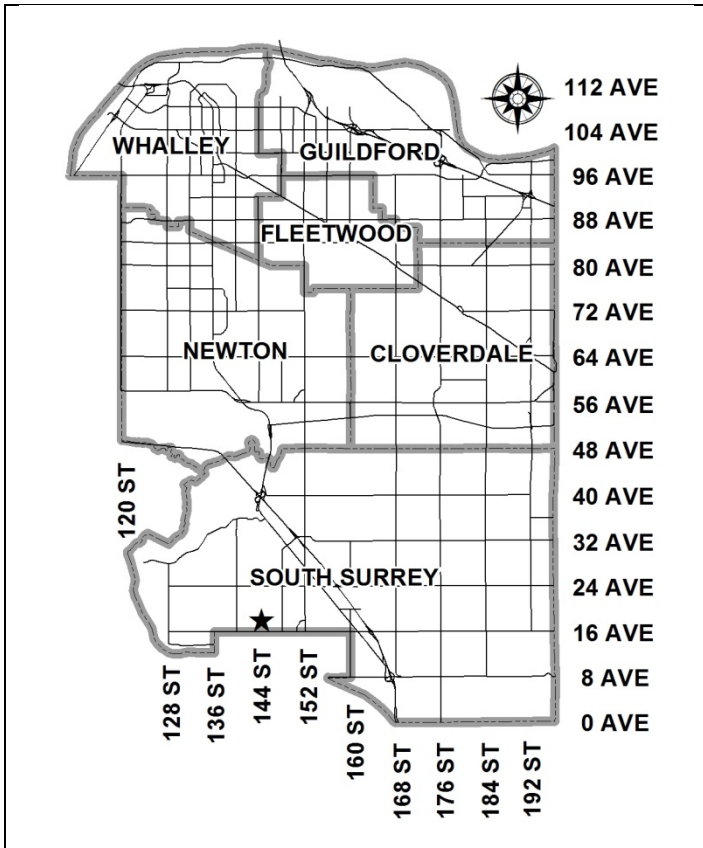 112 AVE
104 AVE
WHALLEY
GUILDFORD
96 AVE
88 AVE
FLEETWOOD
80 AVE
72 AVE
NEWTON
CLOVERDALE
64 AVE
56 AVE
48 AVE
120 ST
40 AVE
32 AVE
SOUTH SURREY
24 AVE
16 AVE
128 ST
136 ST
144 ST
152 ST
8 AVE
160 ST
0 AVE
168 ST
176 ST
184 ST
192 ST